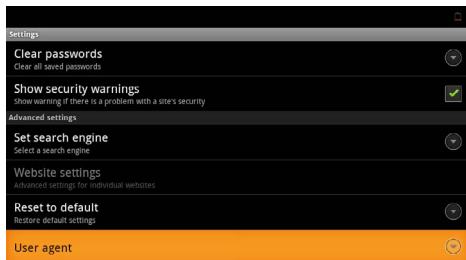 Settings
Clear passwords
Clear all saved passwords
Show security warnings
Show warning if there is a problem with a site's security
Advanced settings
Set search engine
Select a search engine
Website settings
Advanced settings for individual websites
Reset to default
Restore default settings
User agent